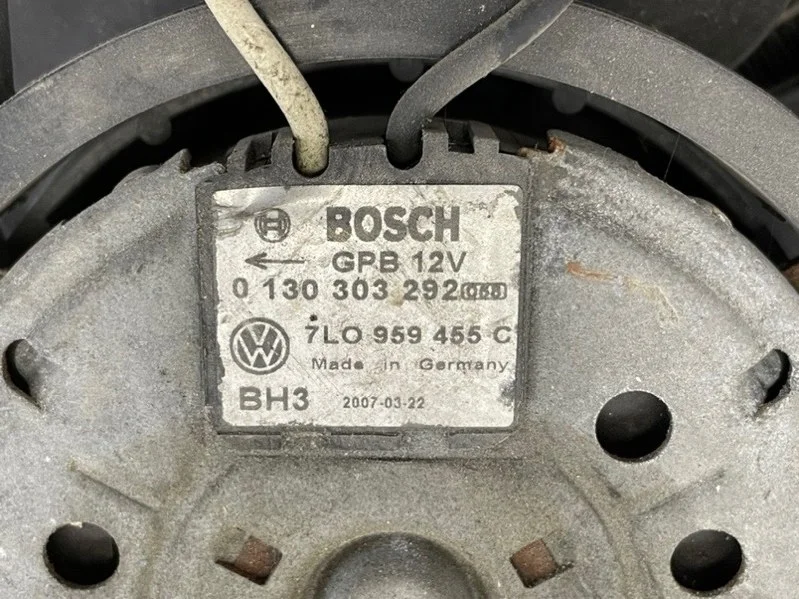 BOSCH
GPB 12V
0 130 303 292
7LO 959 455 C
Made in Germany
BH3 2007-03-22